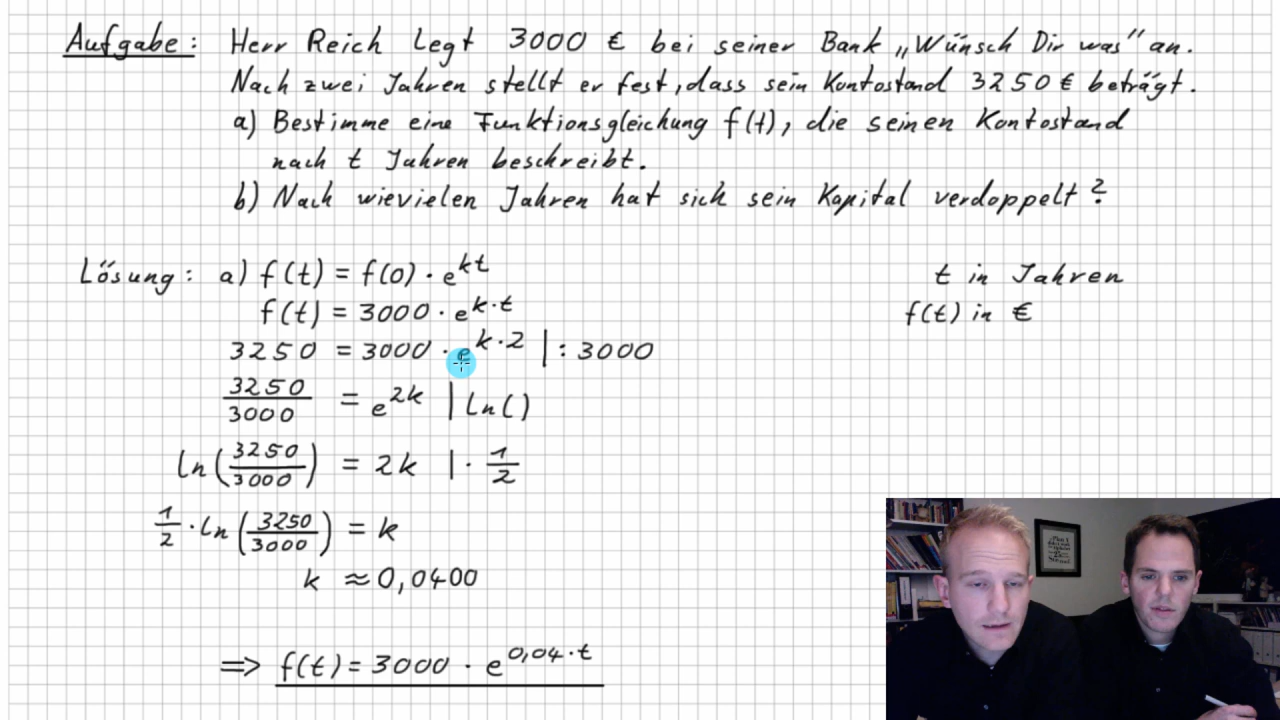 Aufgabe: Herr Reich legt 3000 € bei seiner Bank „Wünsch Dir was" an.
Nach zwei Jahren stellt er fest, dass sein Kontostand 3250 € beträgt.
a) Bestimme eine Funktionsgleichung f(t), die seinen Kontostand
nach t Jahren beschreibt.
b) Nach wievielen Jahren hat sich sein Kapital verdoppelt?
Lösung: a) f(t) = f(0) · e^{kt}
t in Jahren
f(t) = 3000 · e^{k·t}
f(t) in €
3250 = 3000 · e^{k·2} | : 3000
3250/3000 = e^{2k} | ln()
ln(3250/3000) = 2k | · 1/2
1/2 · ln(3250/3000) = k
k ≈ 0,0400
⇒ f(t) = 3000 · e^{0,04·t}